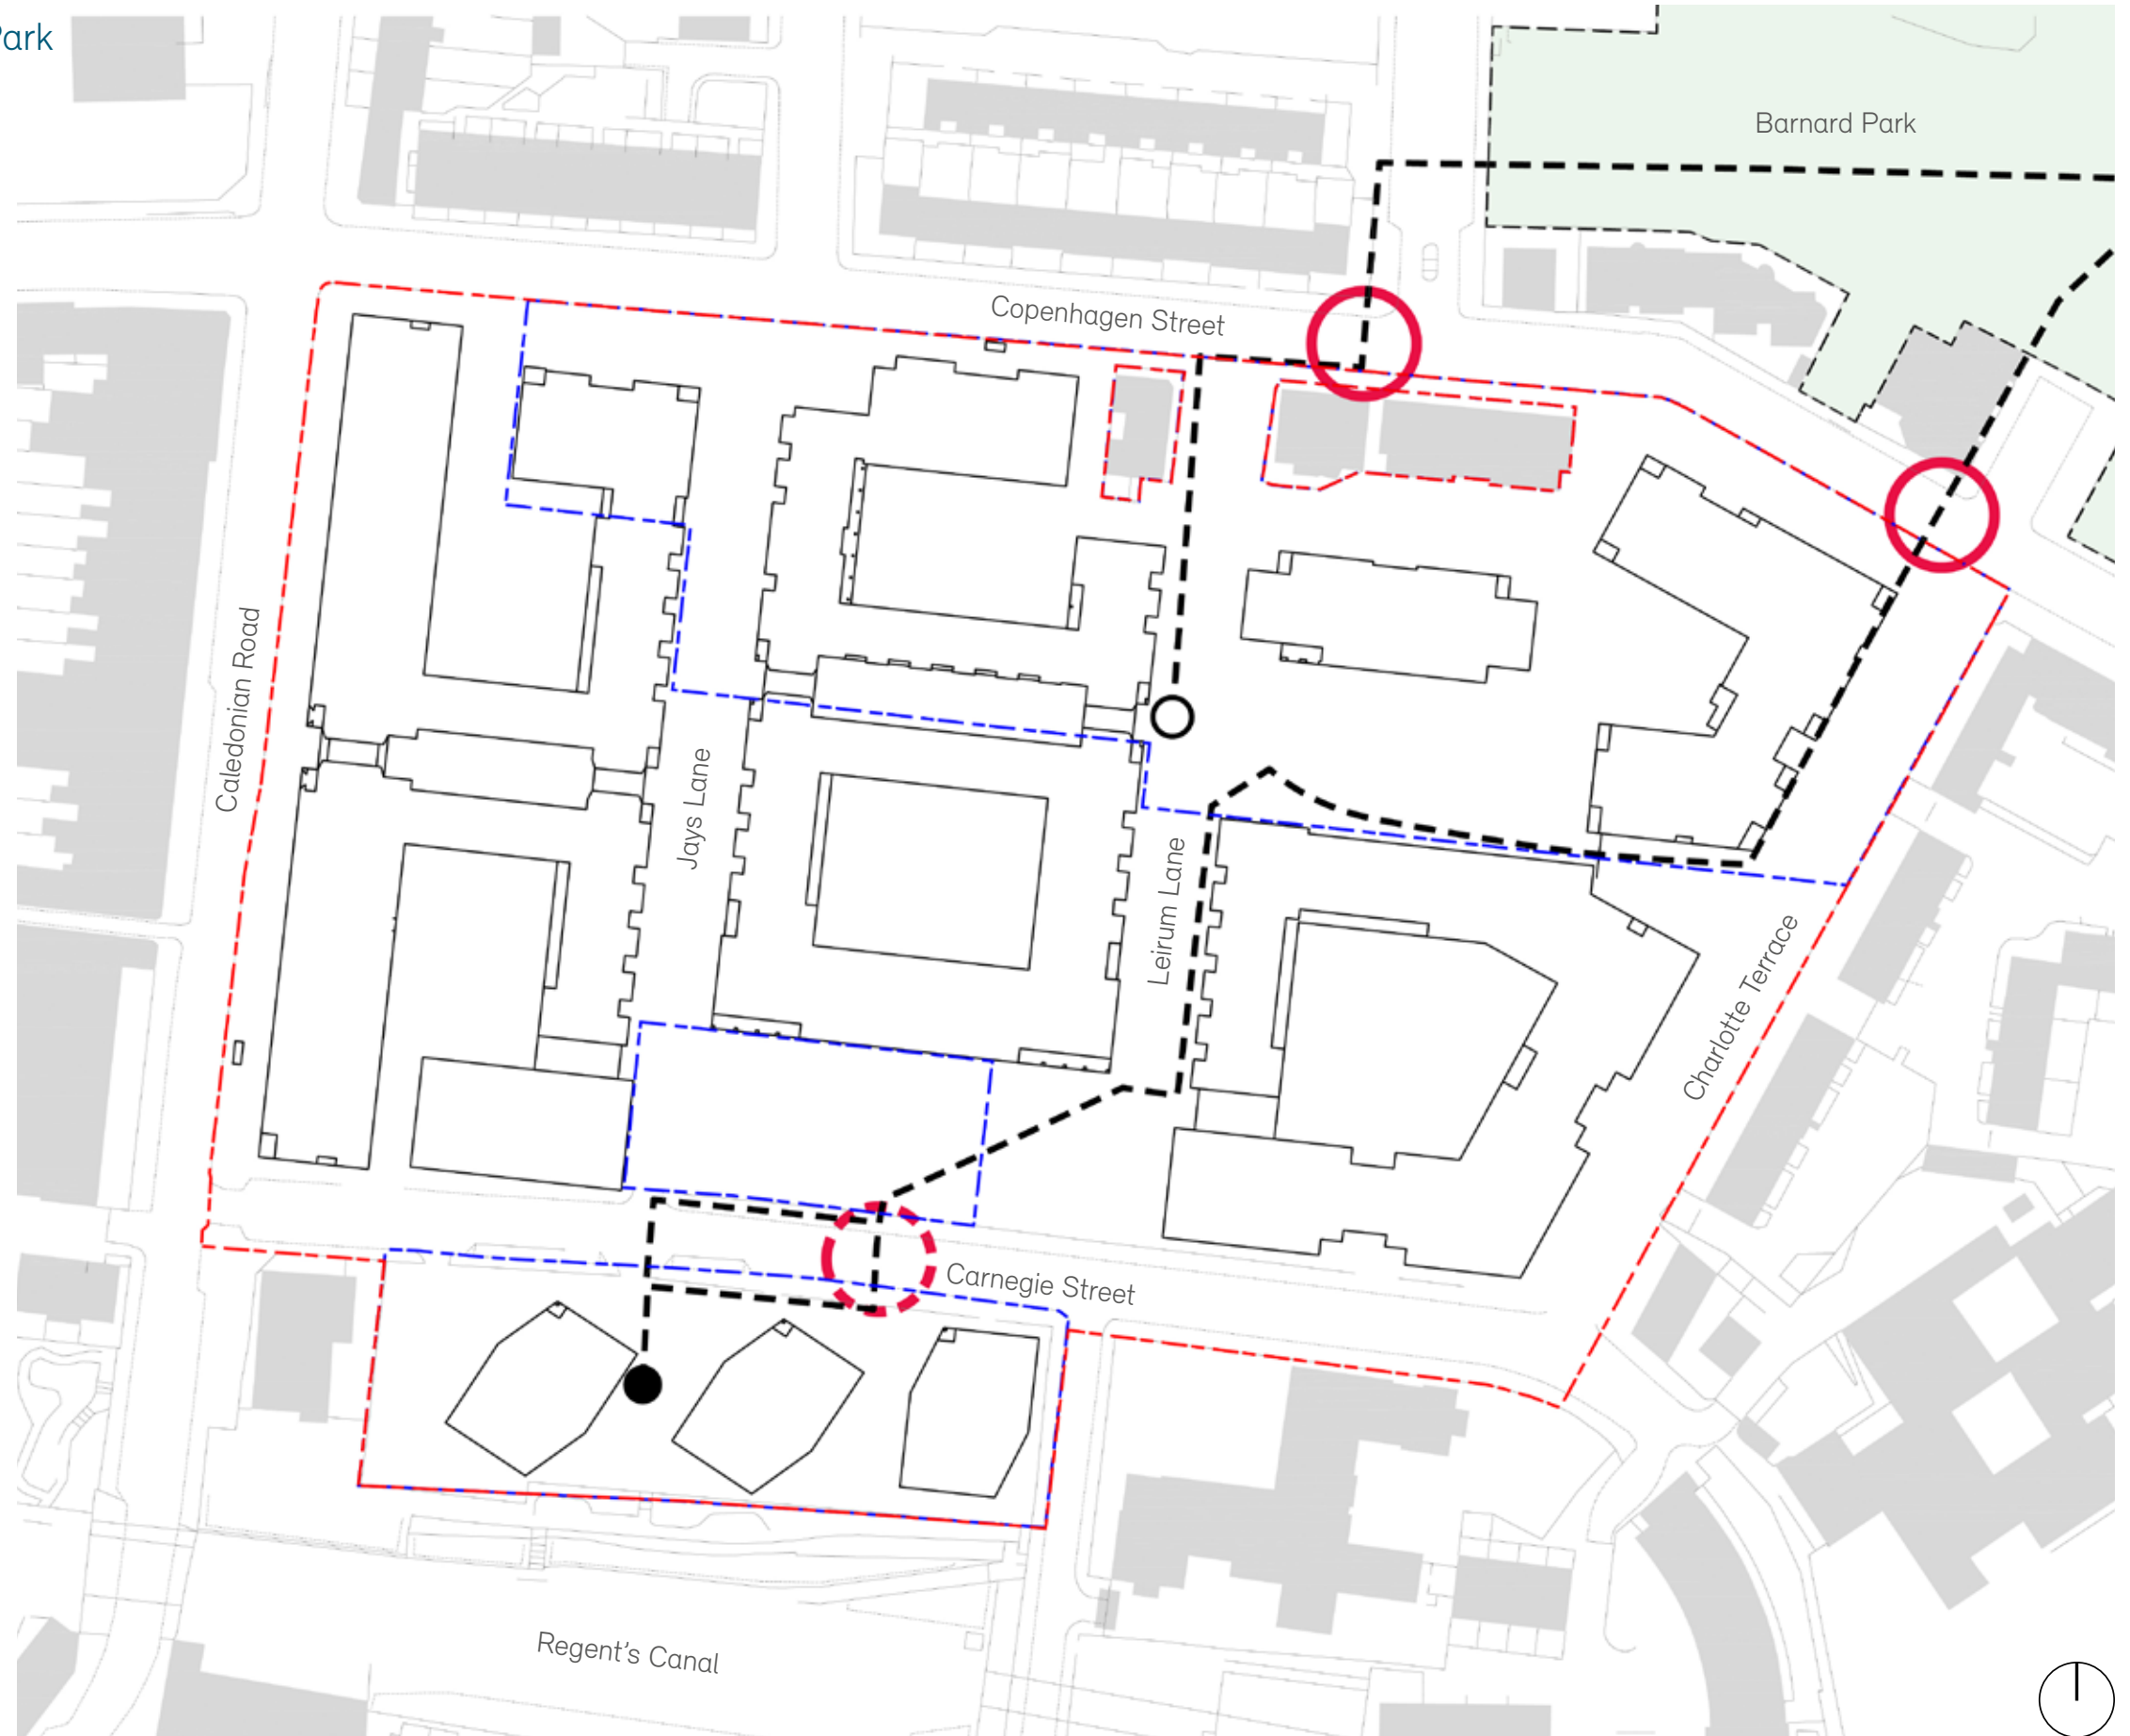 Park
Barnard Park
Copenhagen Street
Caledonian Road
Jays Lane
Leirum Lane
Charlotte Terrace
Carnegie Street
Regent's Canal